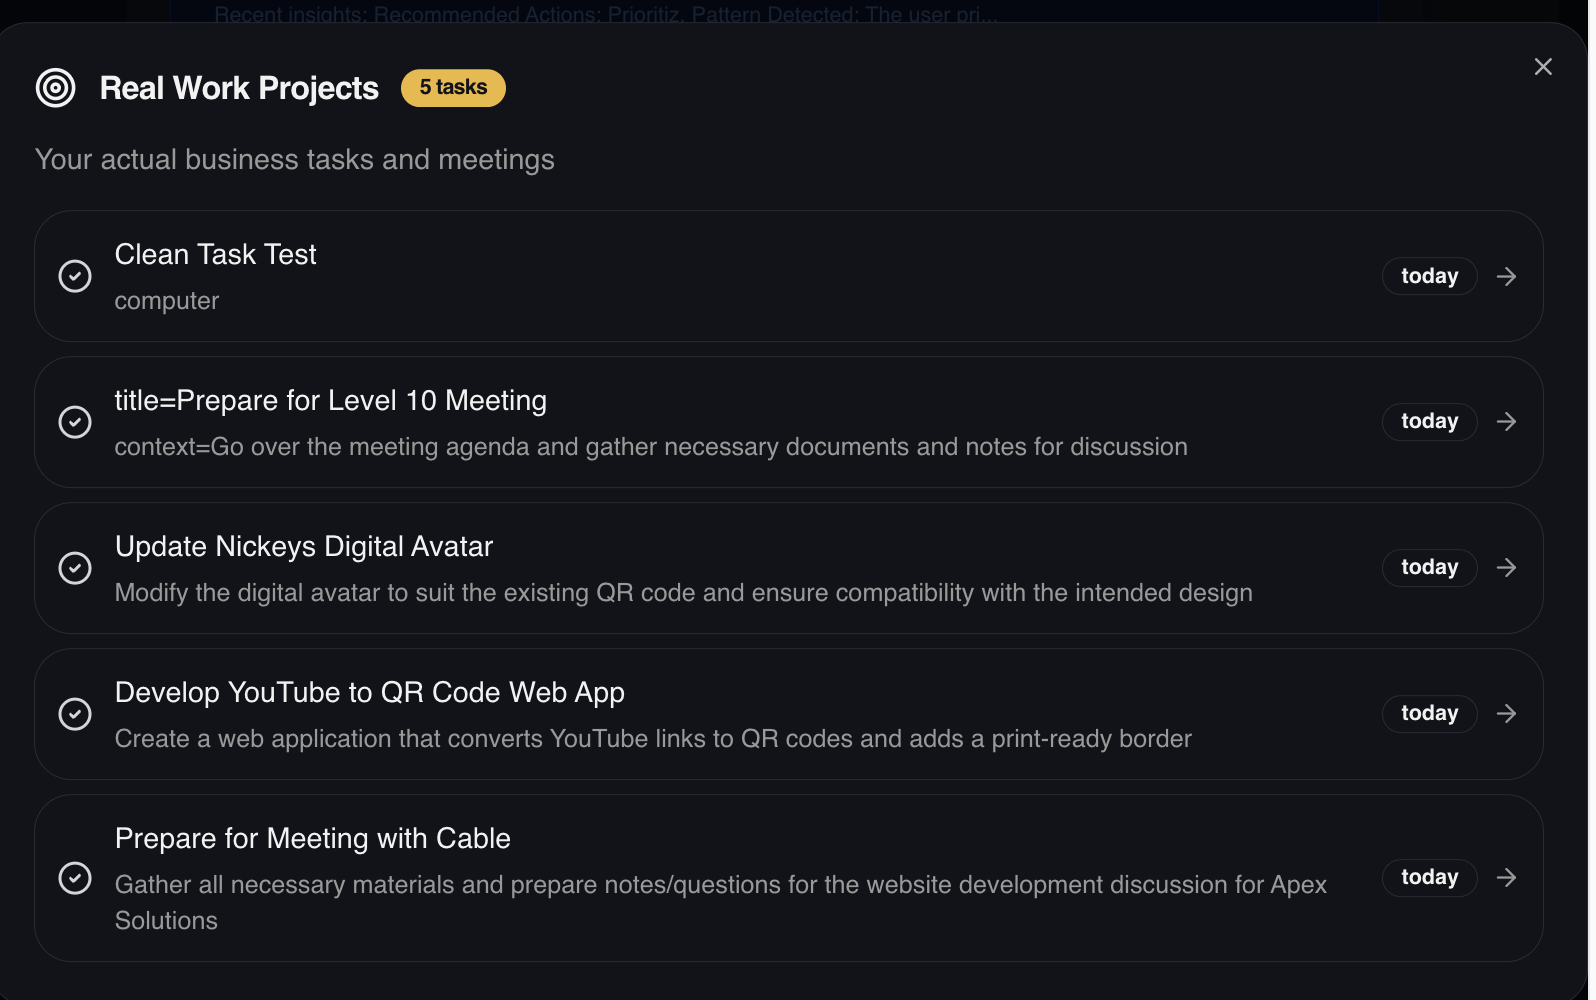 Recent insights: Recommended Actions: Prioritiz, Pattern Detected: The user pri...
Real Work Projects
5 tasks
Your actual business tasks and meetings
Clean Task Test
computer
today
title=Prepare for Level 10 Meeting
context=Go over the meeting agenda and gather necessary documents and notes for discussion
today
Update Nickeys Digital Avatar
Modify the digital avatar to suit the existing QR code and ensure compatibility with the intended design
today
Develop YouTube to QR Code Web App
Create a web application that converts YouTube links to QR codes and adds a print-ready border
today
Prepare for Meeting with Cable
Gather all necessary materials and prepare notes/questions for the website development discussion for Apex
Solutions
today